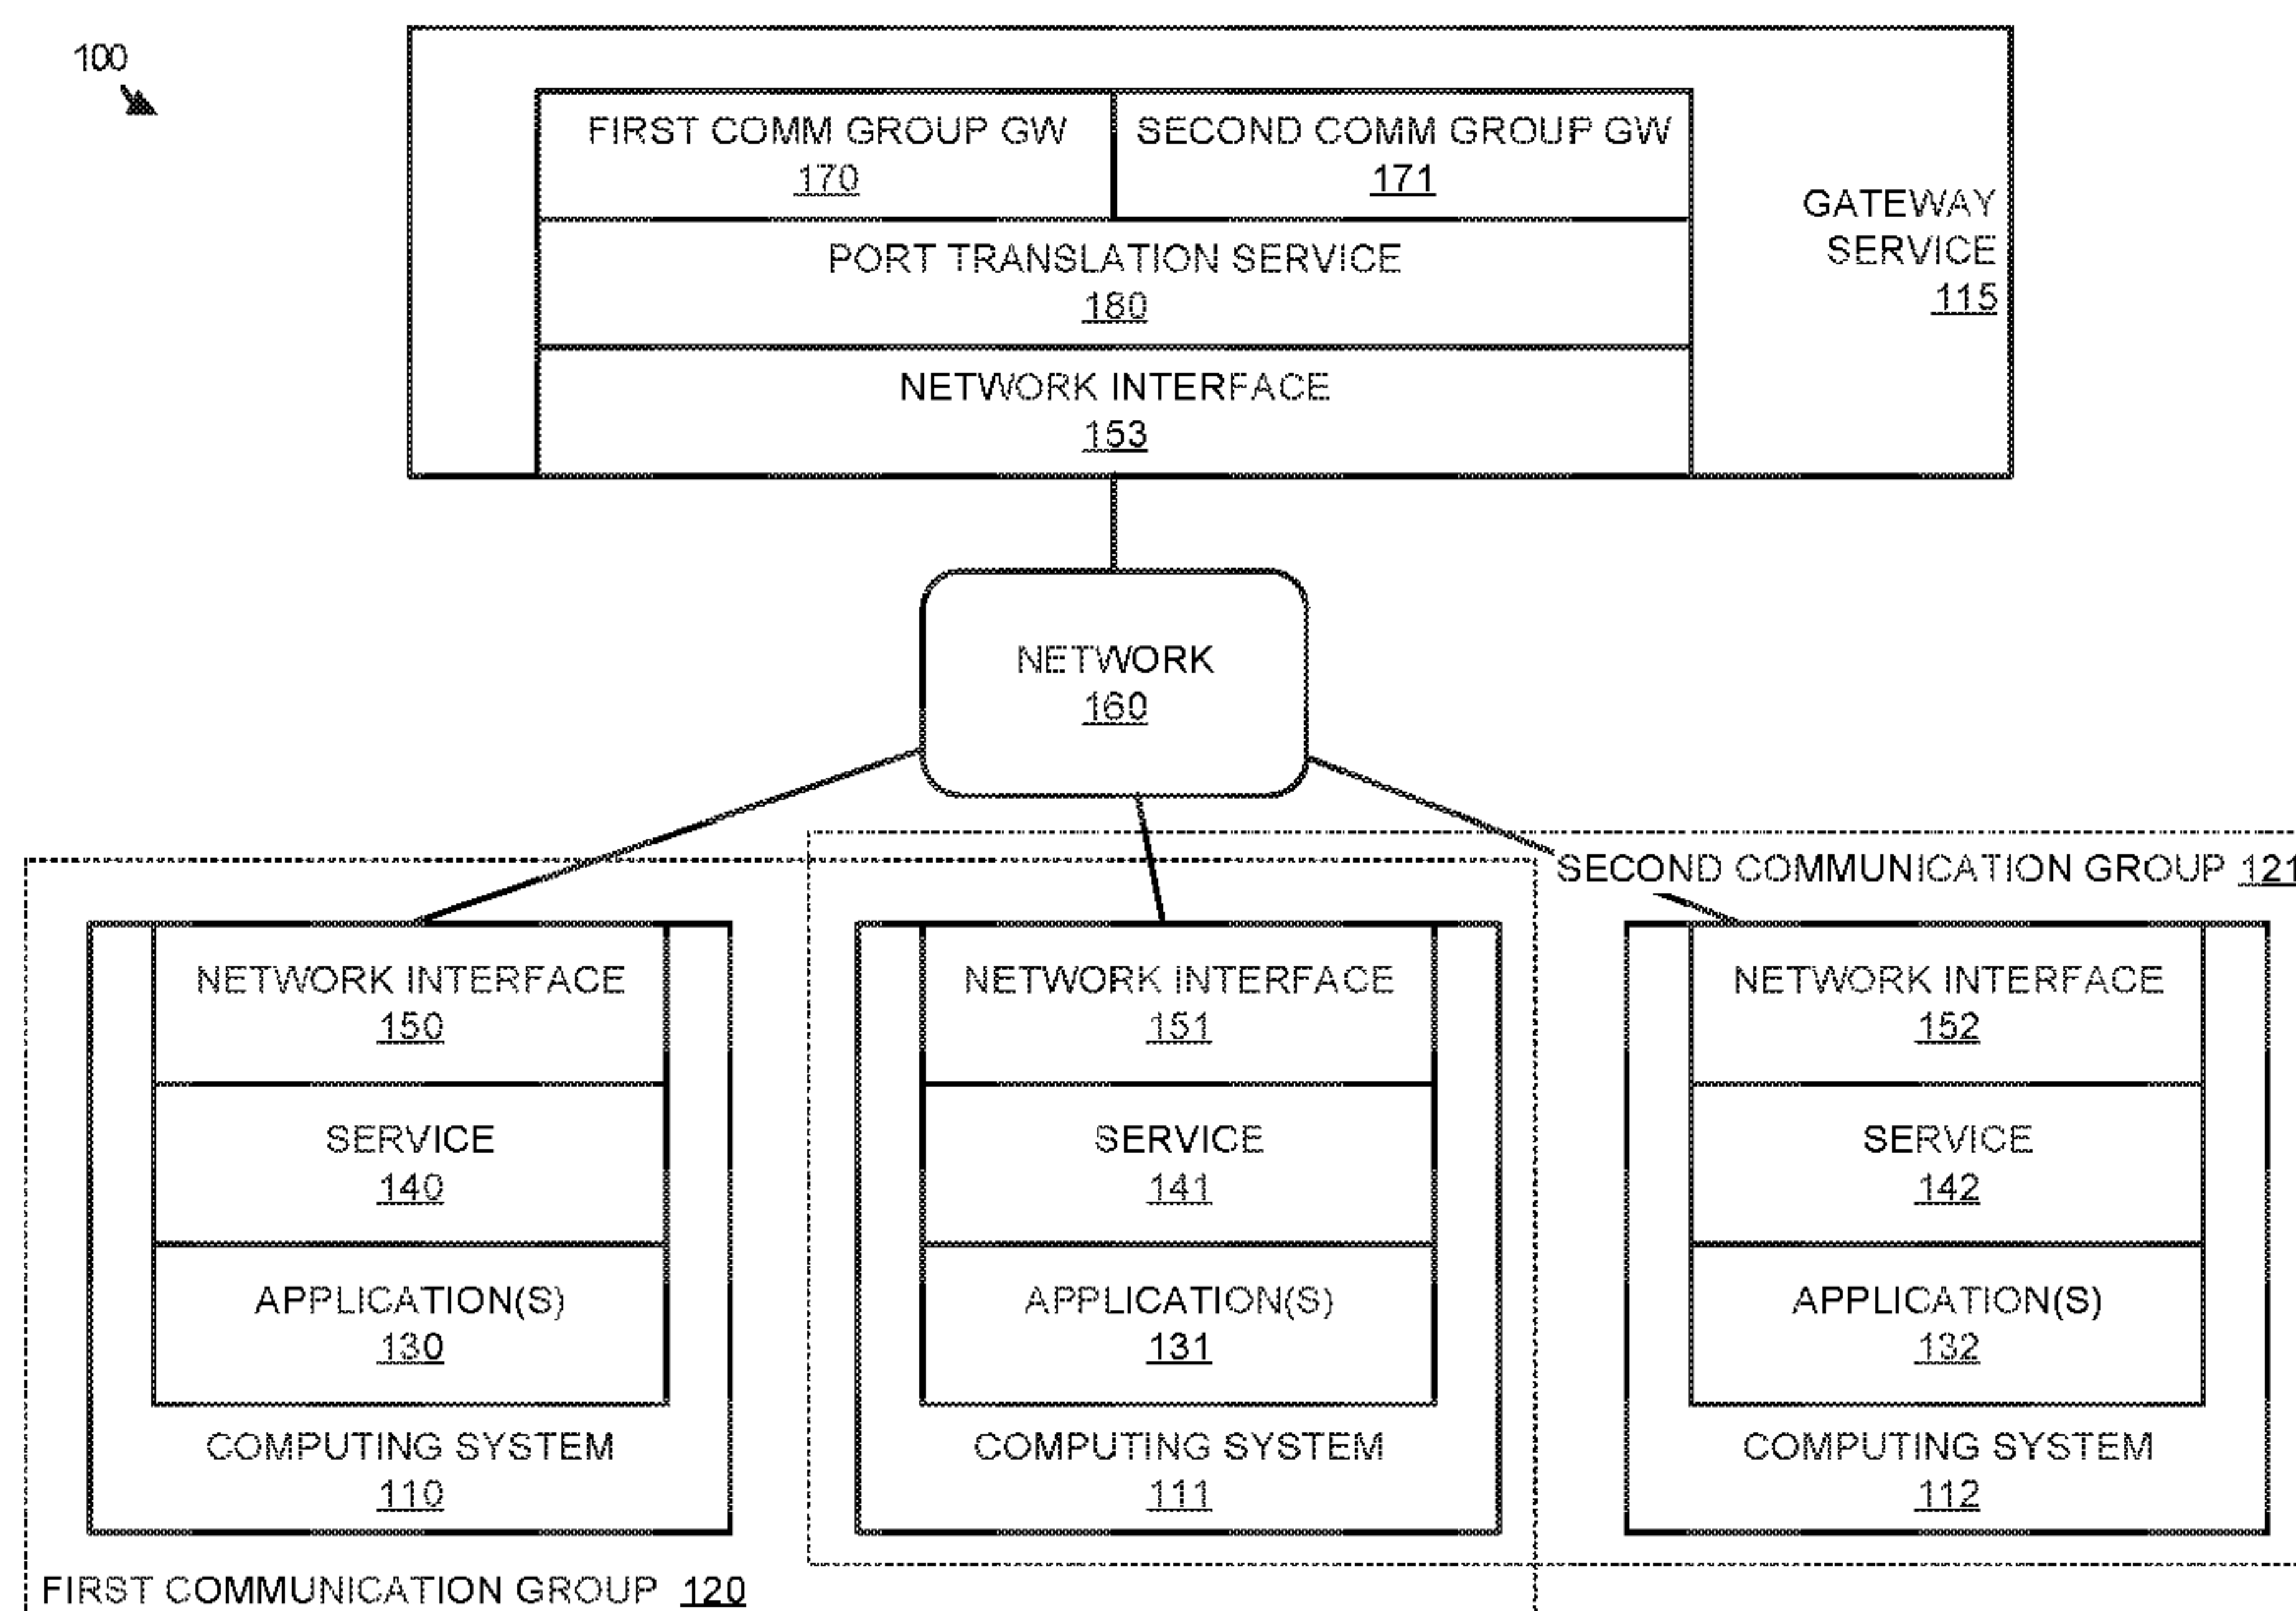 100
FIRST COMM GROUP GW
170
SECOND COMM GROUP GW
171
GATEWAY
SERVICE
115
PORT TRANSLATION SERVICE
180
NETWORK INTERFACE
153
NETWORK
160
SECOND COMMUNICATION GROUP 121
NETWORK INTERFACE
150
SERVICE
140
APPLICATION(S)
130
COMPUTING SYSTEM
110
NETWORK INTERFACE
151
SERVICE
141
APPLICATION(S)
131
COMPUTING SYSTEM
111
NETWORK INTERFACE
152
SERVICE
142
APPLICATION(S)
132
COMPUTING SYSTEM
112
FIRST COMMUNICATION GROUP 120